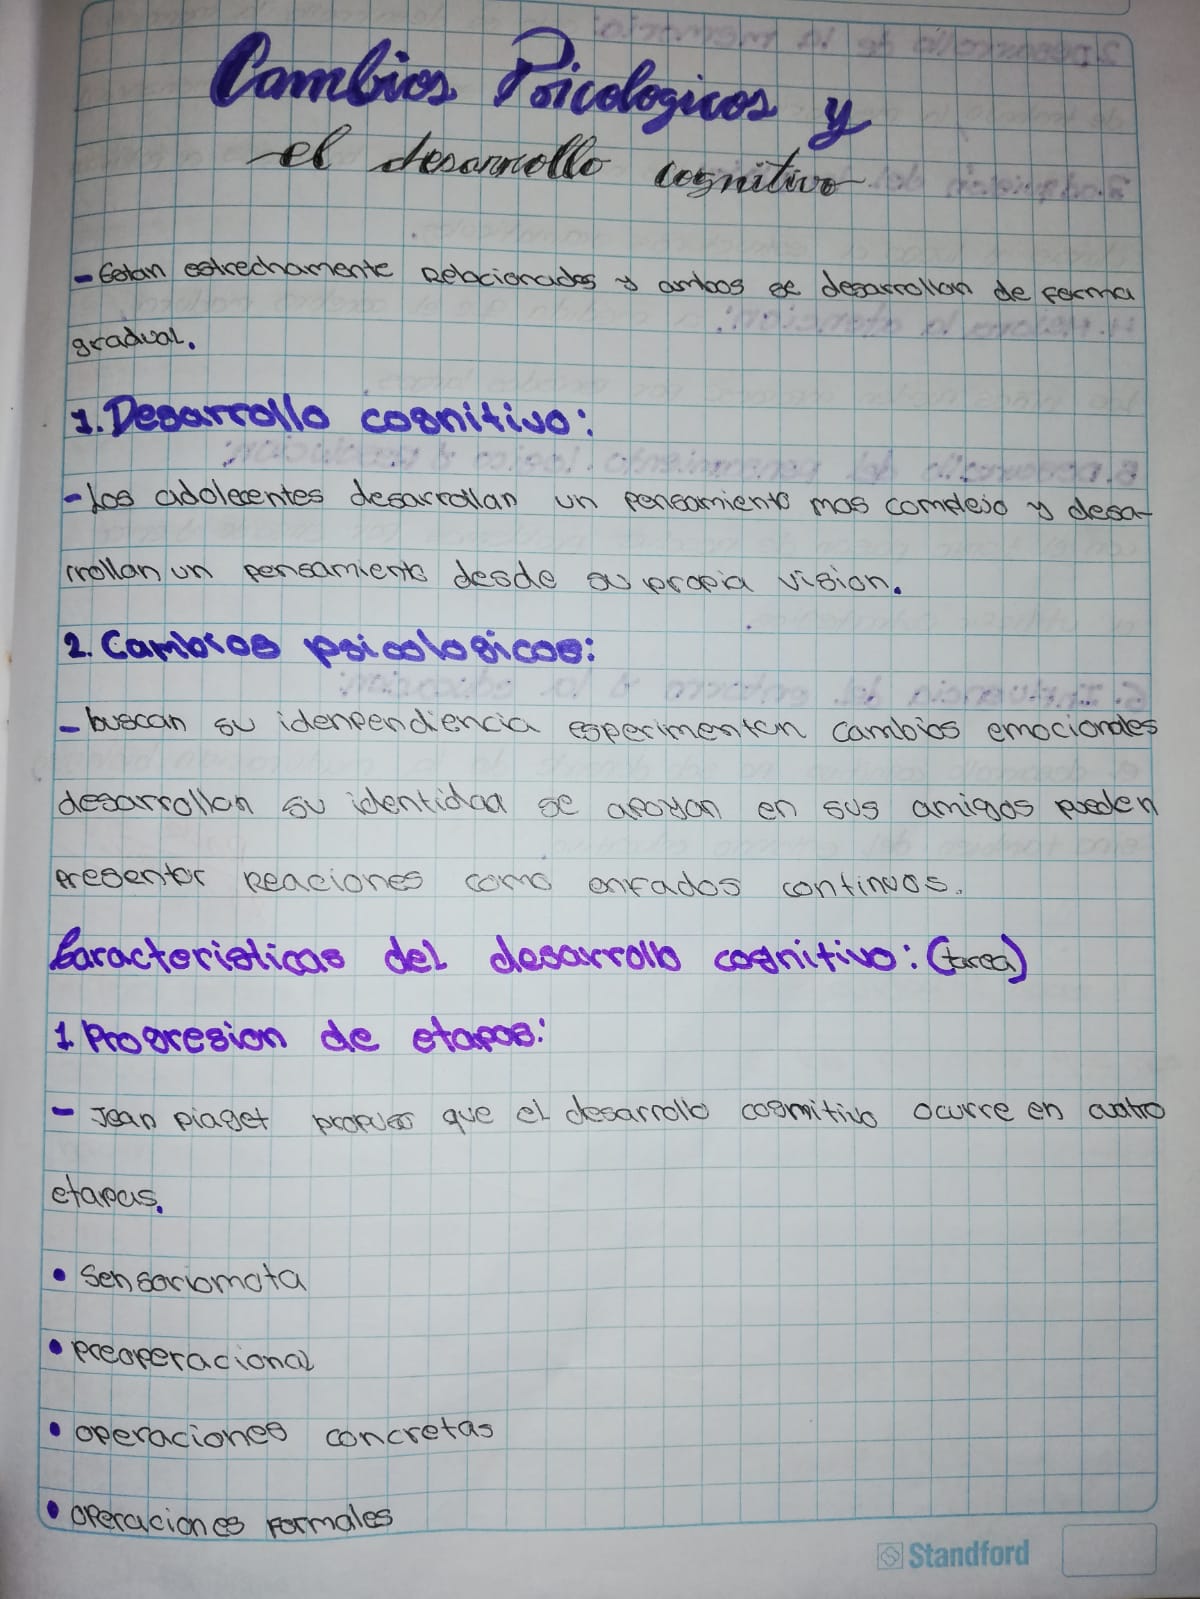 Cambios Psicologicos y
el desarrollo cognitivo
- Estan estrechamente Relacionados y ambos se desarrollan de forma
gradual.
1. Desarrollo cognitivo:
- Los adolecentes desarrollan un pensamiento mas complejo y desa-
rrollan un pensamiento desde su propia vision.
2. Cambios psicologicos:
- buscan su idenpendiencia esperimentan cambios emocionales
desarrollan su identidad se apoyan en sus amigos pueden
presentar Reaciones como enfados continuos.
Caracteristicas del desarrollo cognitivo: (tarea)
1 Progresion de etapas:
- Jean piaget propuso que el desarrollo cognitivo ocurre en cuatro
etapas.
• Sensoriomota
• preoperacional
• operaciones concretas
• operaciones formales
Standford